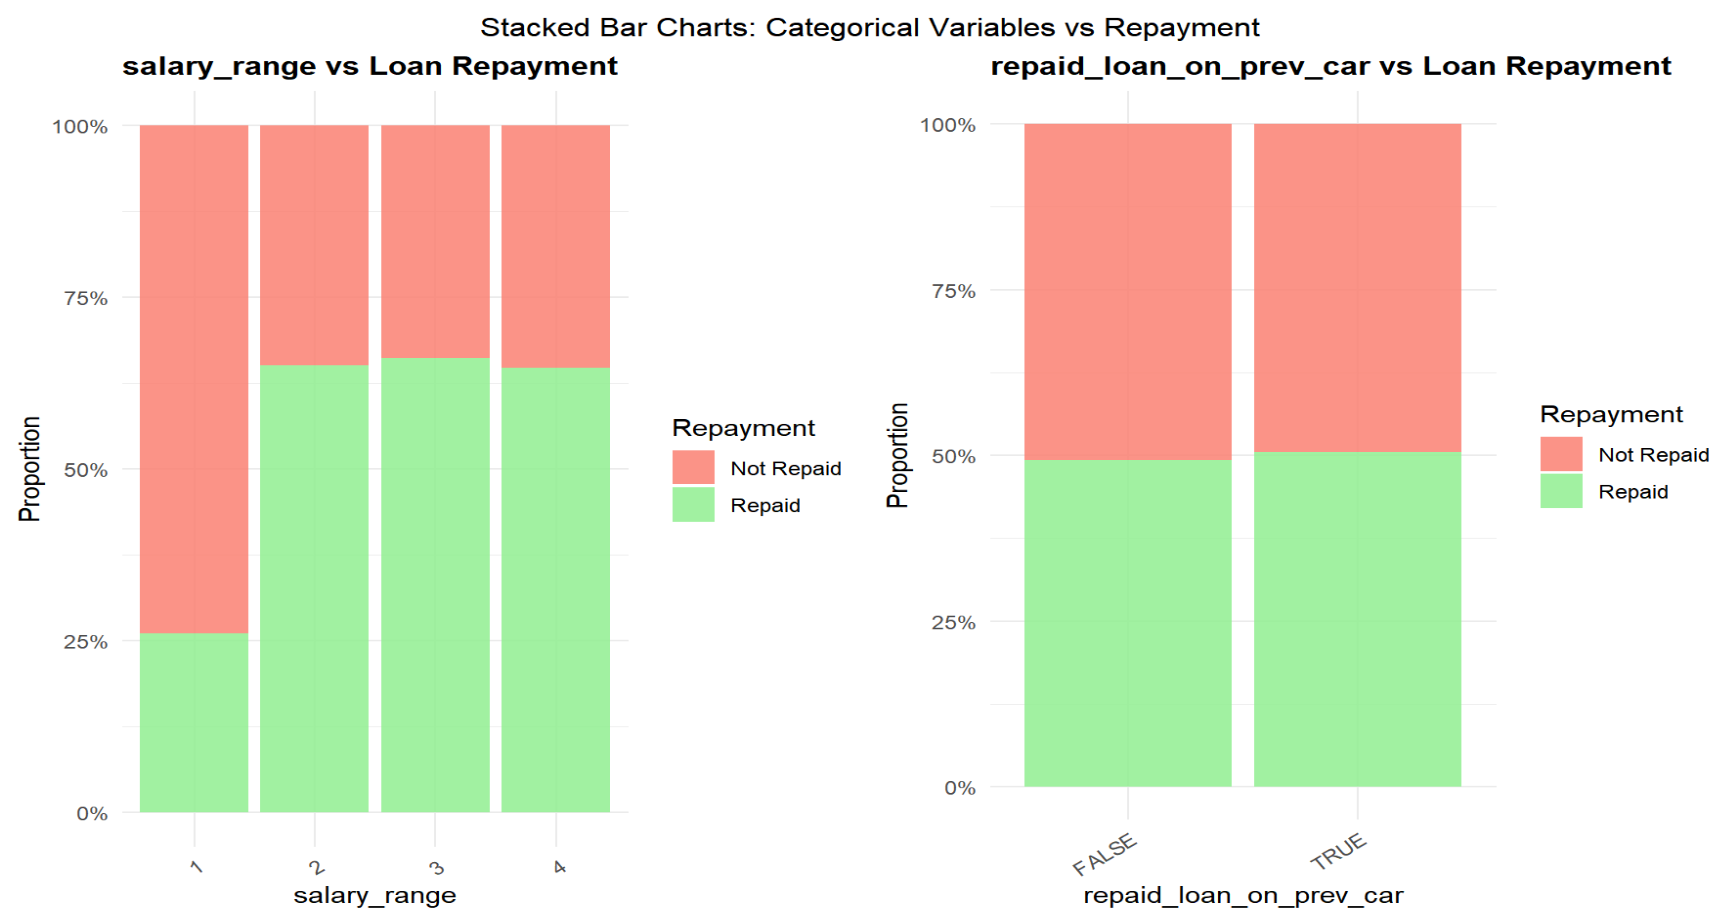 Stacked Bar Charts: Categorical Variables vs Repayment
salary_range vs Loan Repayment
100%
75%
50%
25%
0%
Proportion
1
2
3
4
salary_range
Repayment
Not Repaid
Repaid
repaid_loan_on_prev_car vs Loan Repayment
100%
75%
50%
25%
0%
Proportion
FALSE
TRUE
repaid_loan_on_prev_car
Repayment
Not Repaid
Repaid